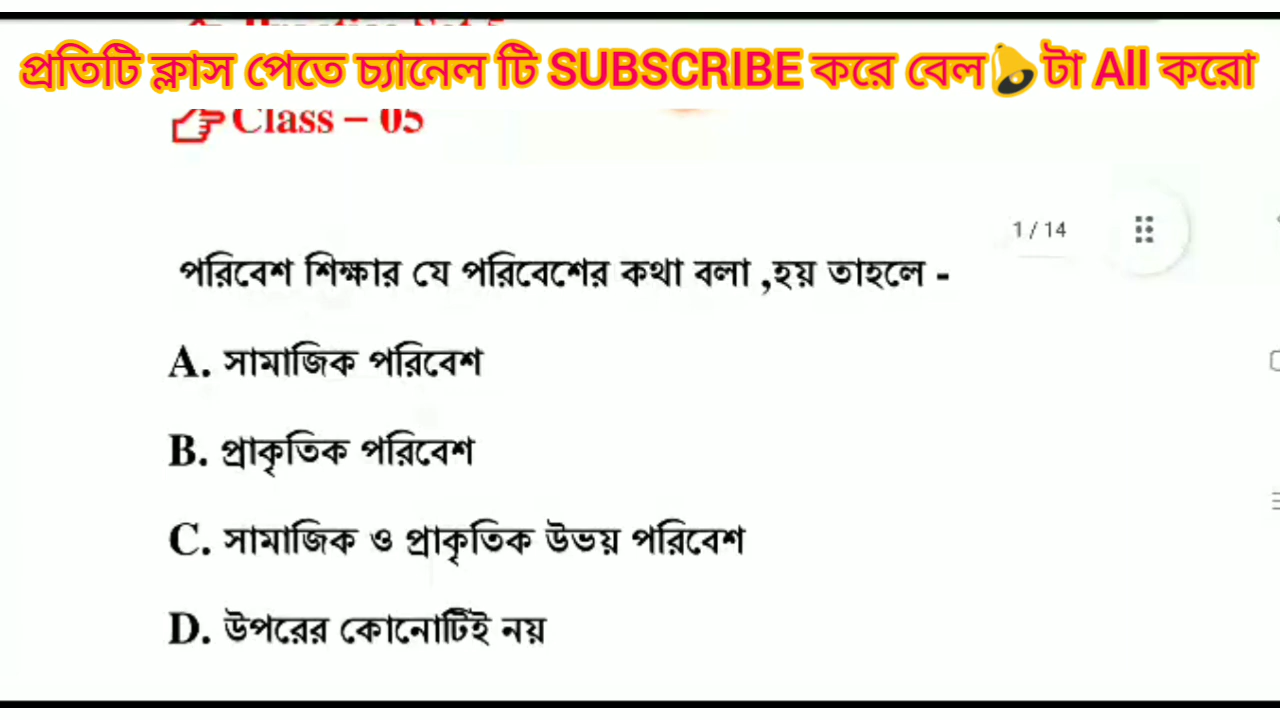 প্রতিটি ক্লাস পেতে চ্যানেল টি SUBSCRIBE করে বেল🔔টা All করো
Class – 05
1 / 14
পরিবেশ শিক্ষার যে পরিবেশের কথা বলা ,হয় তাহলে -
A. সামাজিক পরিবেশ
B. প্রাকৃতিক পরিবেশ
C. সামাজিক ও প্রাকৃতিক উভয় পরিবেশ
D. উপরের কোনোটিই নয়